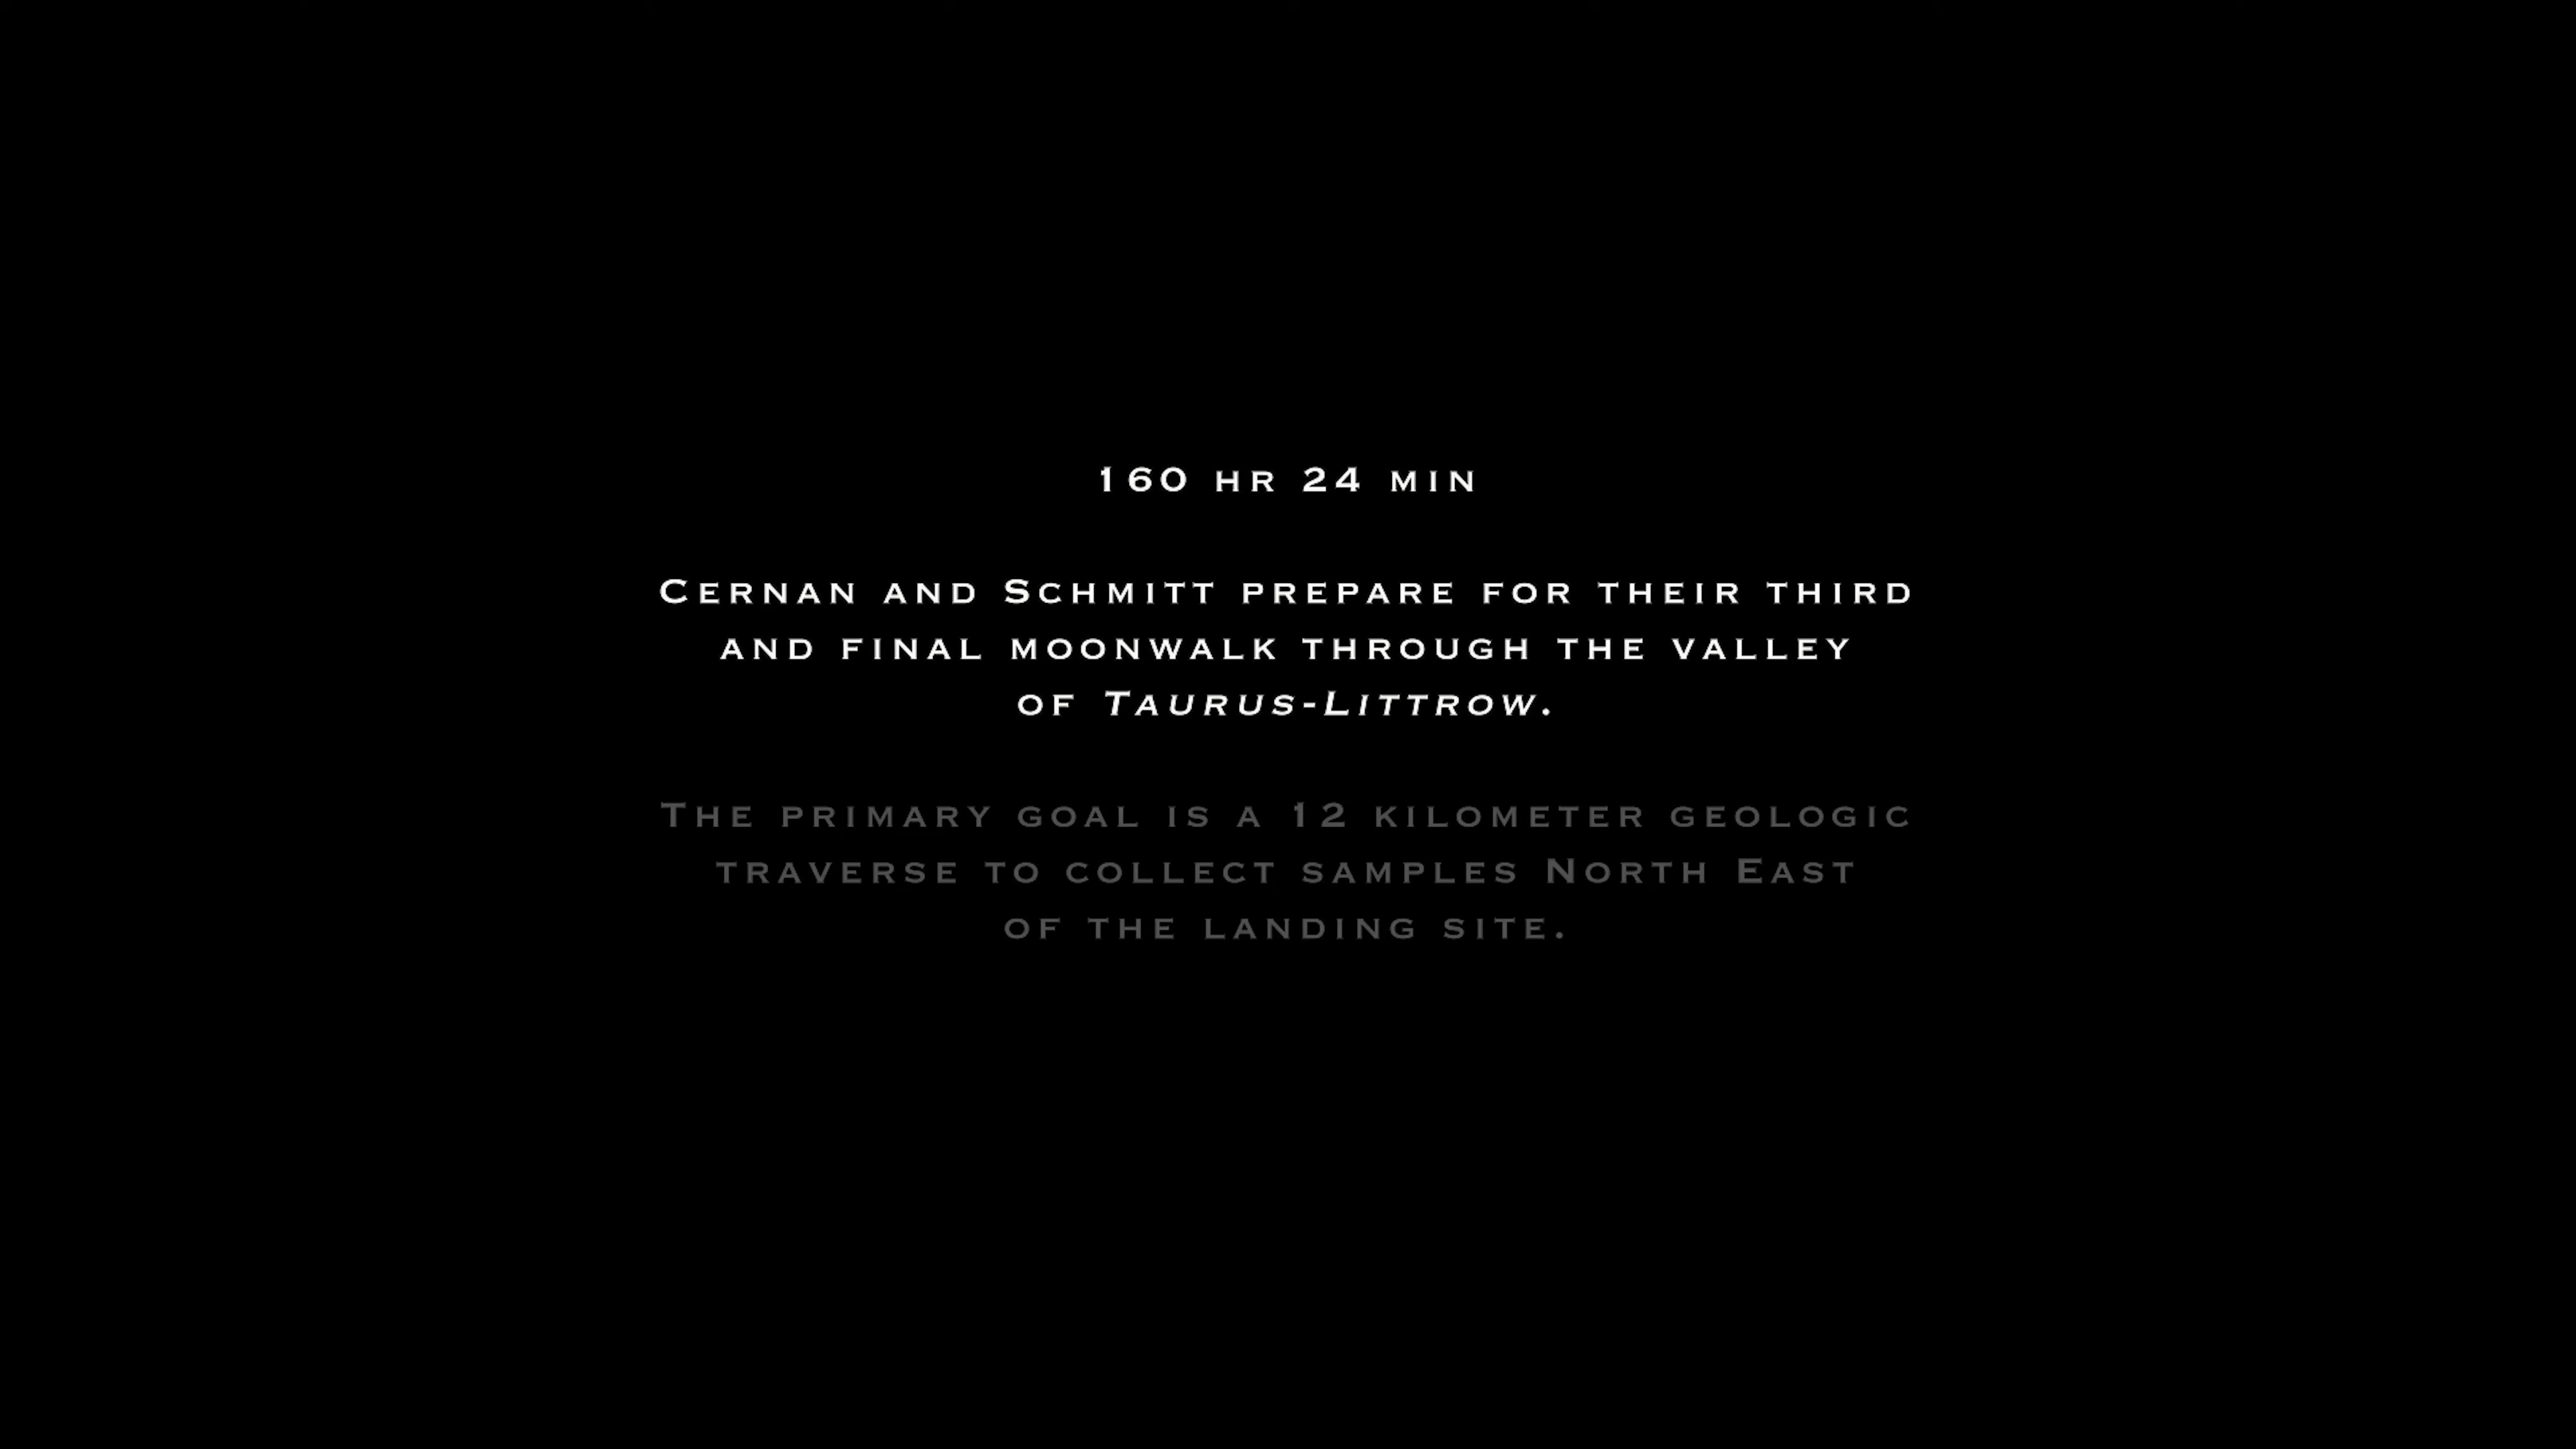 160 HR 24 MIN
CERNAN AND SCHMITT PREPARE FOR THEIR THIRD
AND FINAL MOONWALK THROUGH THE VALLEY
OF TAURUS-LITTROW.
THE PRIMARY GOAL IS A 12 KILOMETER GEOLOGIC
TRAVERSE TO COLLECT SAMPLES NORTH EAST
OF THE LANDING SITE.